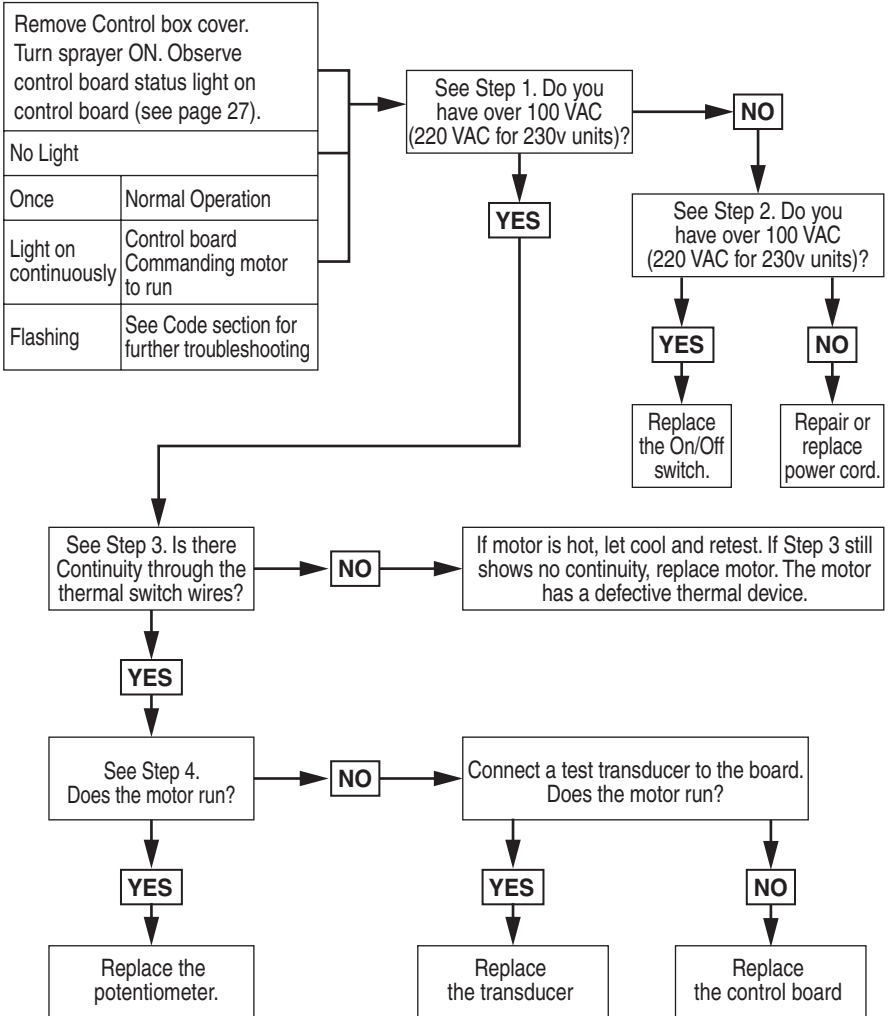 Remove Control box cover.
Turn sprayer ON. Observe
control board status light on
control board (see page 27).
No Light
Once
Normal Operation
Light on
continuously
Control board
Commanding motor
to run
Flashing
See Code section for
further troubleshooting
See Step 1. Do you
have over 100 VAC
(220 VAC for 230v units)?
NO
YES
See Step 2. Do you
have over 100 VAC
(220 VAC for 230v units)?
YES
NO
Replace
the On/Off
switch.
Repair or
replace
power cord.
See Step 3. Is there
Continuity through the
thermal switch wires?
NO
If motor is hot, let cool and retest. If Step 3 still
shows no continuity, replace motor. The motor
has a defective thermal device.
YES
See Step 4.
Does the motor run?
NO
Connect a test transducer to the board.
Does the motor run?
YES
YES
NO
Replace the
potentiometer.
Replace
the transducer
Replace
the control board